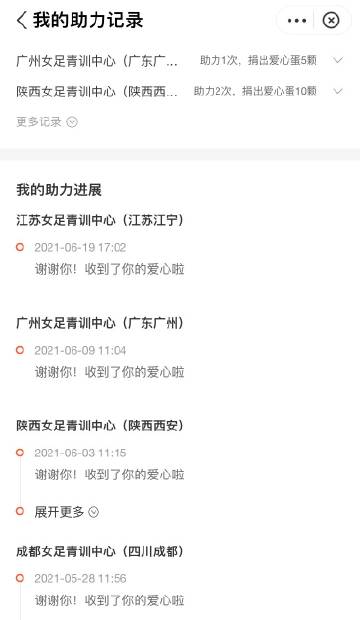 我的助力记录
广州女足青训中心（广东广... 助力1次，捐出爱心蛋5颗
陕西女足青训中心（陕西西... 助力2次，捐出爱心蛋10颗
更多记录
我的助力进展
江苏女足青训中心（江苏江宁）
2021-06-19 17:02
谢谢你！收到了你的爱心啦
广州女足青训中心（广东广州）
2021-06-09 11:04
谢谢你！收到了你的爱心啦
陕西女足青训中心（陕西西安）
2021-06-03 11:15
谢谢你！收到了你的爱心啦
展开更多
成都女足青训中心（四川成都）
2021-05-28 11:56
谢谢你！收到了你的爱心啦